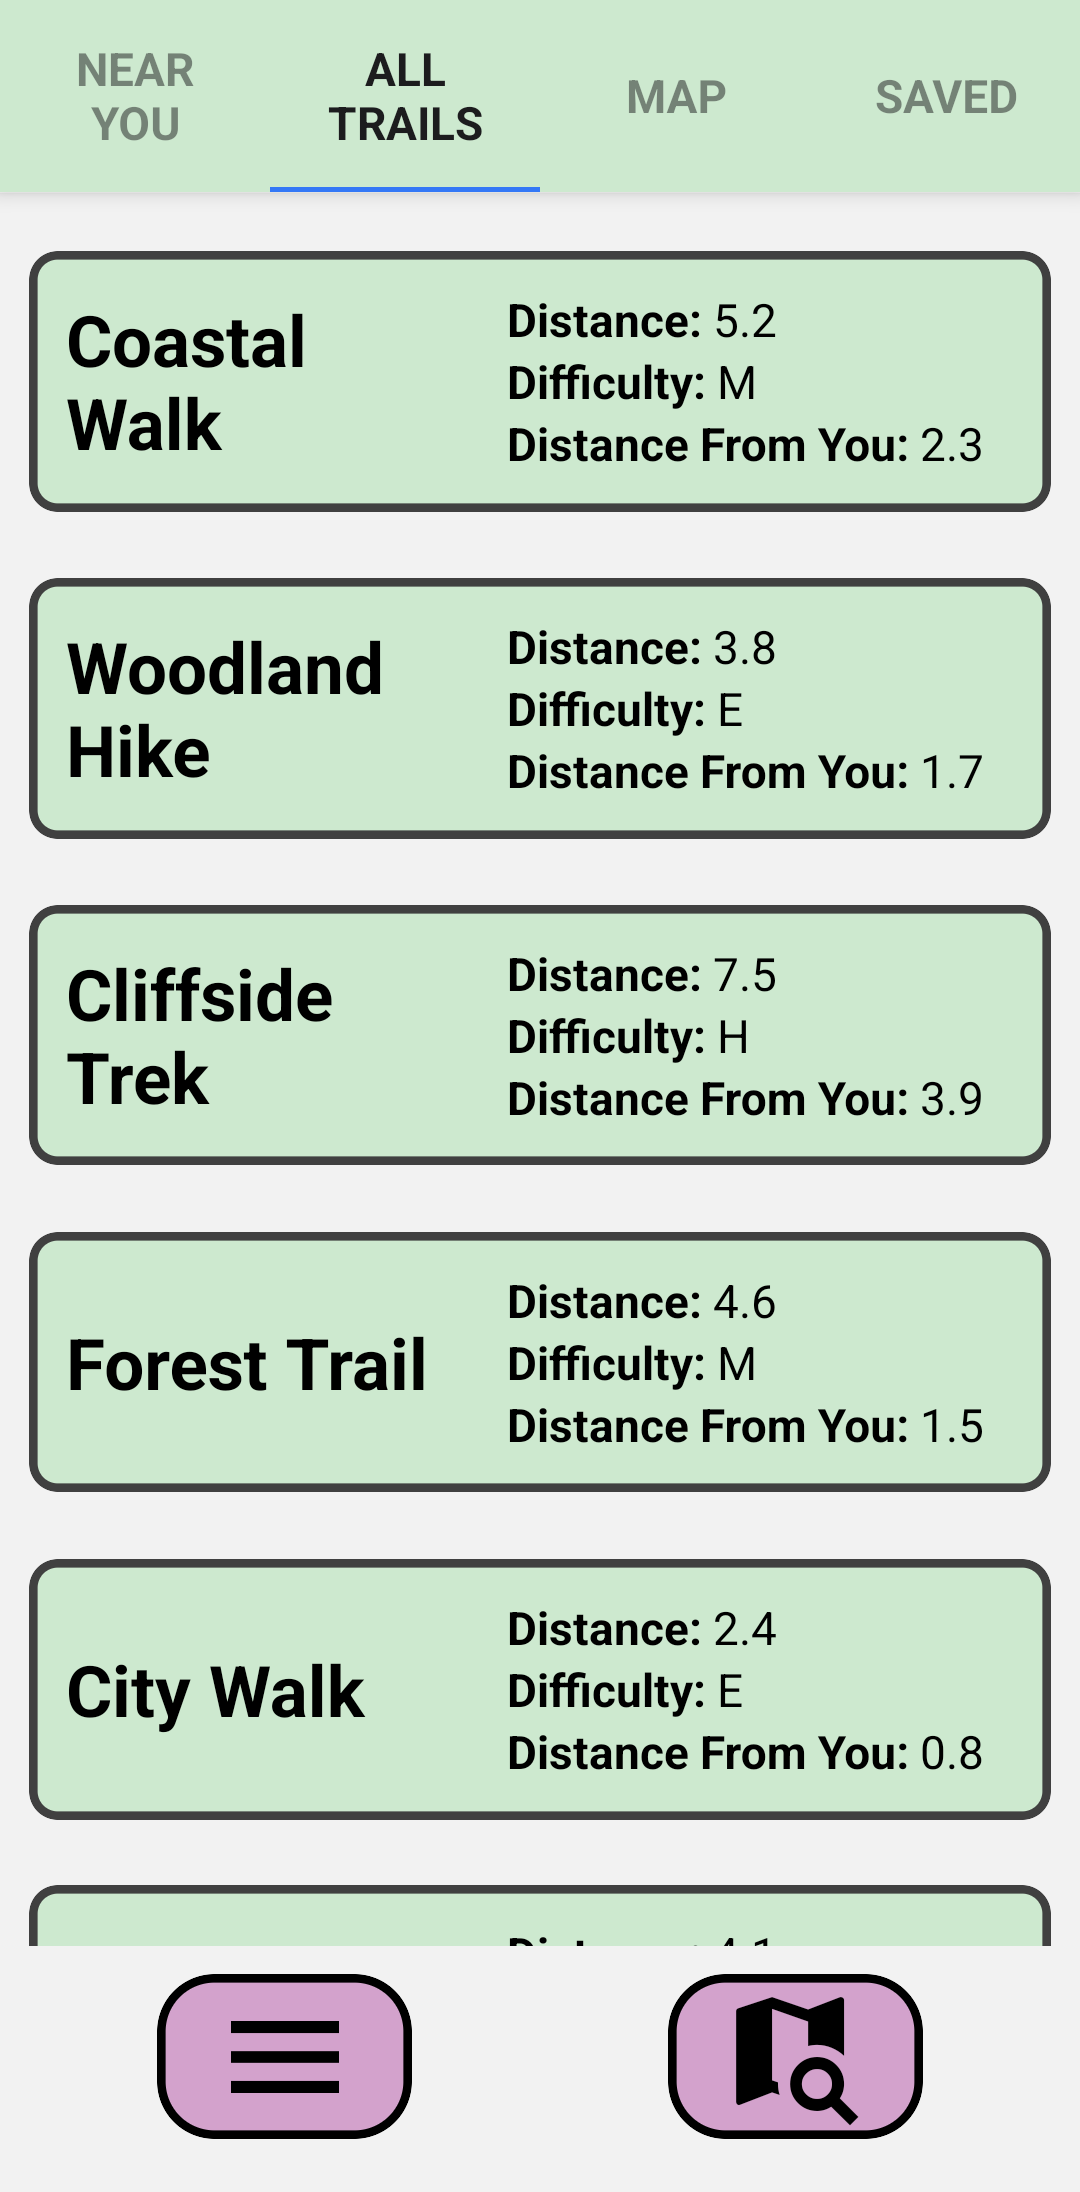 NEAR
YOU
ALL
TRAILS
MAP
SAVED
Coastal
Walk
Distance: 5.2
Difficulty: M
Distance From You: 2.3
Woodland
Hike
Distance: 3.8
Difficulty: E
Distance From You: 1.7
Cliffside
Trek
Distance: 7.5
Difficulty: H
Distance From You: 3.9
Forest Trail
Distance: 4.6
Difficulty: M
Distance From You: 1.5
City Walk
Distance: 2.4
Difficulty: E
Distance From You: 0.8